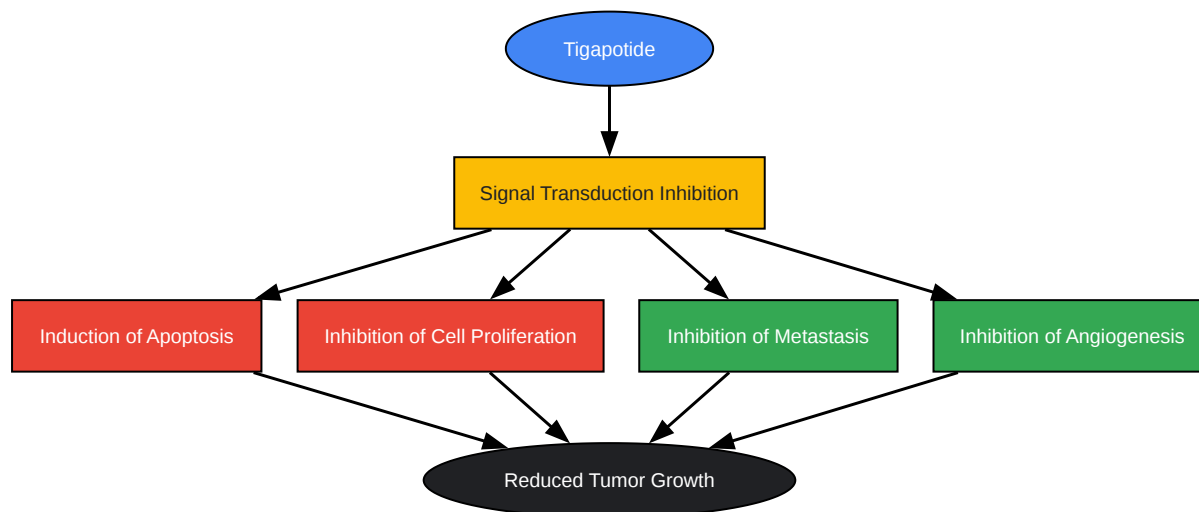 Tigapotide
Signal Transduction Inhibition
Induction of Apoptosis
Inhibition of Cell Proliferation
Inhibition of Metastasis
Inhibition of Angiogenesis
Reduced Tumor Growth